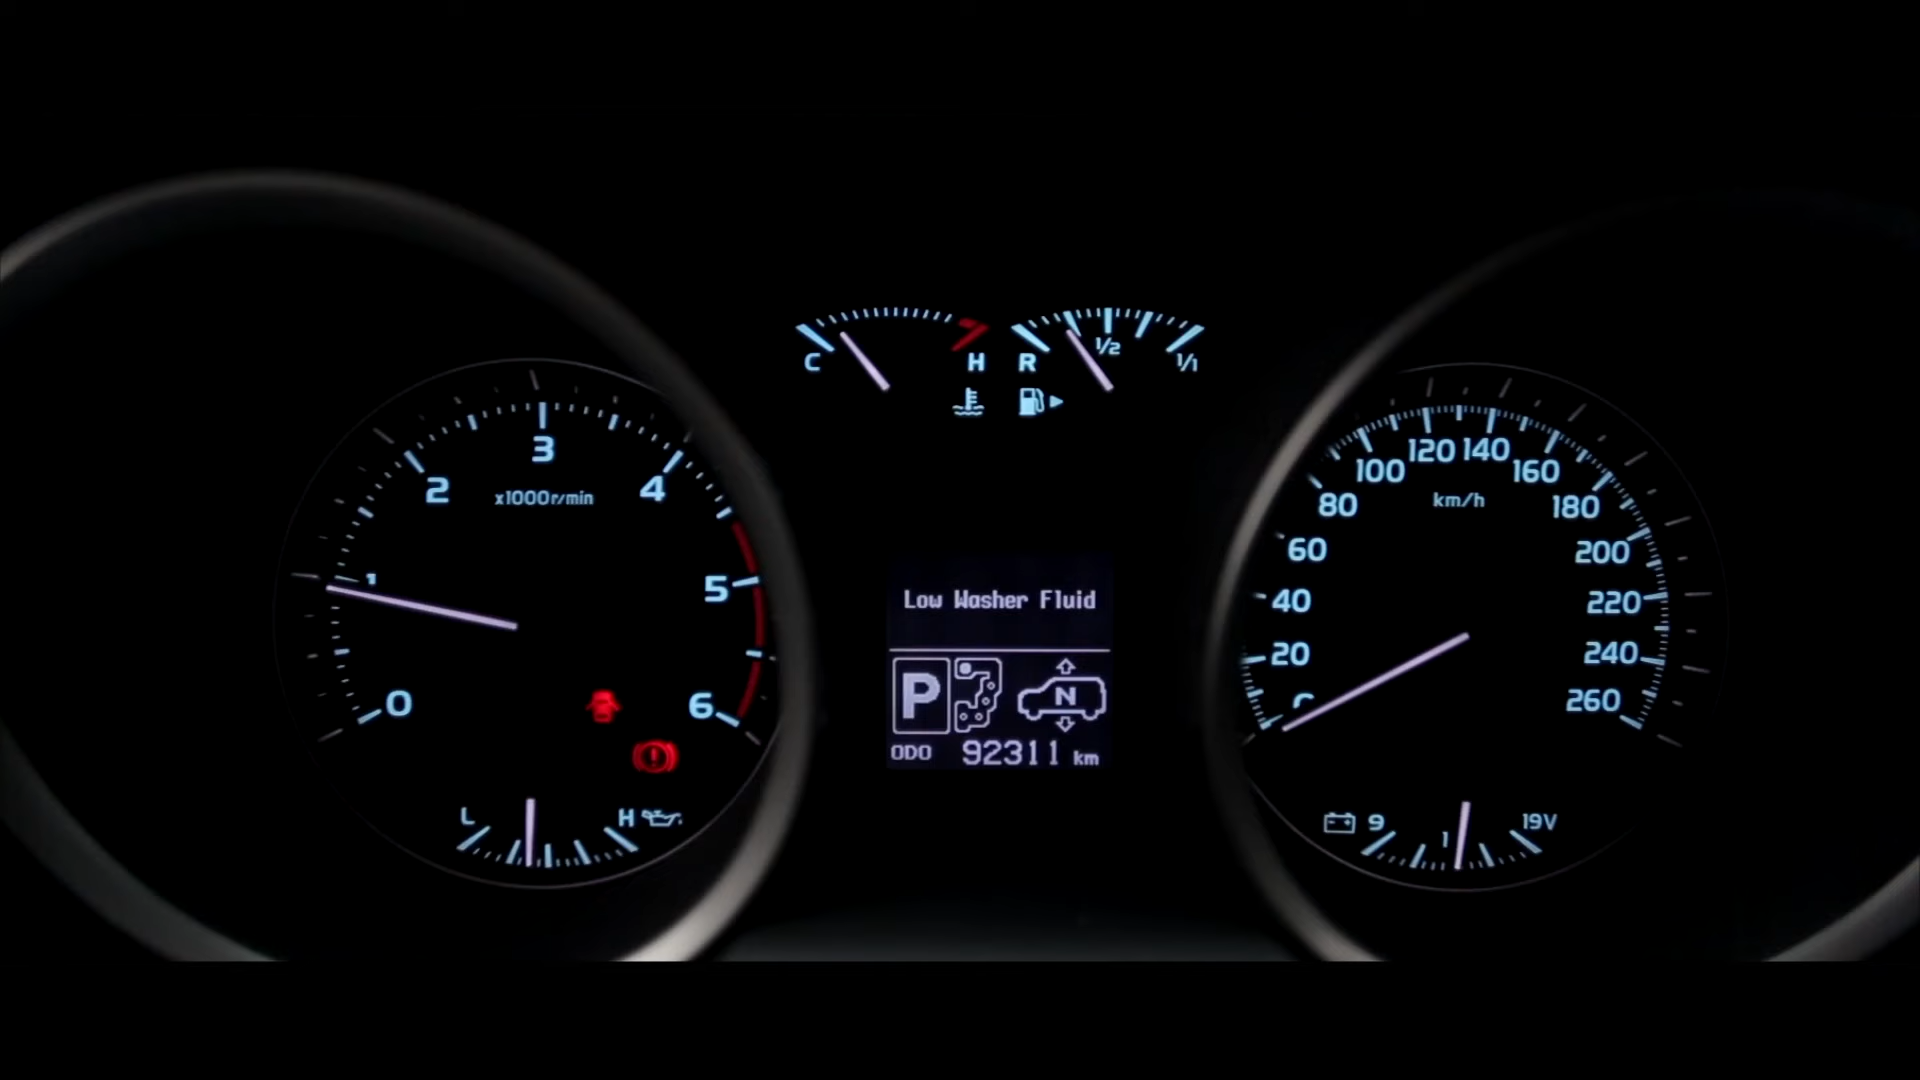 C H
R 1/2 1/1
0 1 2 3 4 5 6
x1000r/min
L H
Low Washer Fluid
P N
ODO 92311 km
20 40 60 80 100 120 140 160 180 200 220 240 260
km/h
9 19V